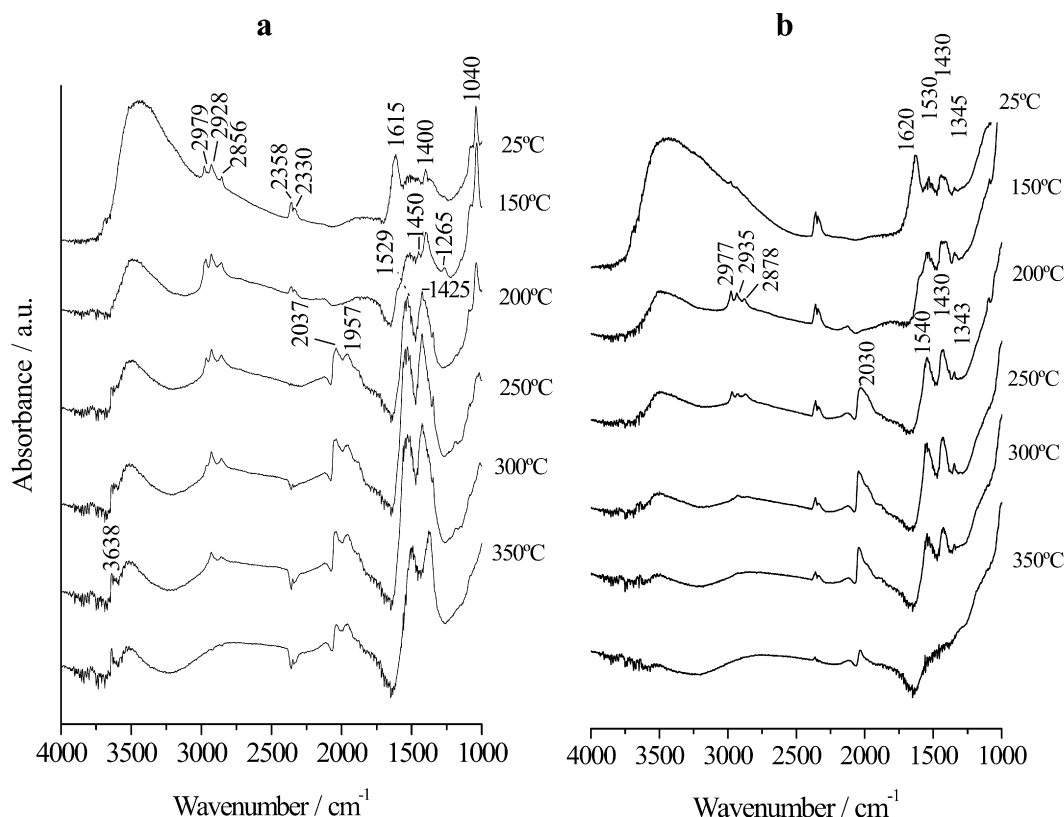 a
b
Absorbance / a.u.
2979
2928
2856
2358
2330
1615
1400
1040
25ºC
150ºC
1529
1450
1265
1425
2037
1957
200ºC
250ºC
300ºC
3638
350ºC
4000 3500 3000 2500 2000 1500 1000
Wavenumber / cm-1
1620
1530
1430
1345
25ºC
150ºC
2977
2935
2878
200ºC
2030
1540
1430
1343
250ºC
300ºC
350ºC
4000 3500 3000 2500 2000 1500 1000
Wavenumber / cm-1